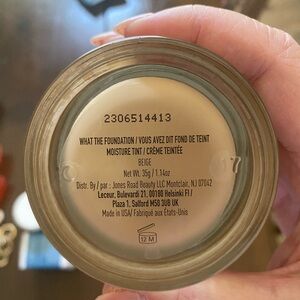 2306514413
WHAT THE FOUNDATION / VOUS AVEZ DIT FOND DE TEINT
MOISTURE TINT / CRÈME TEINTÉE
BEIGE
Net Wt. 35g / 1.14oz
Distr. By / par : Jones Road Beauty LLC Montclair, NJ 07042
Leceur, Bulevardi 21, 00180 Helsinki FI /
Plaza 1, Salford M50 3UB UK
Made in USA/ Fabriqué aux États-Unis
12 M